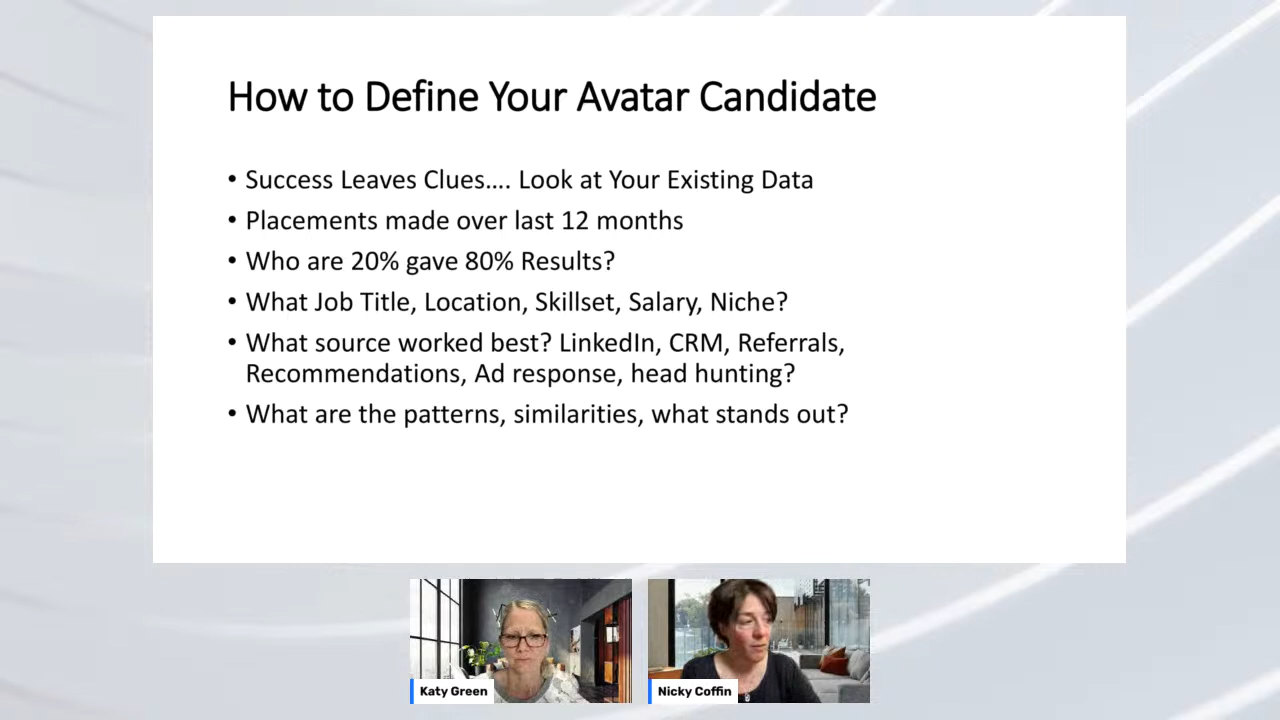 How to Define Your Avatar Candidate
• Success Leaves Clues.... Look at Your Existing Data
• Placements made over last 12 months
• Who are 20% gave 80% Results?
• What Job Title, Location, Skillset, Salary, Niche?
• What source worked best? LinkedIn, CRM, Referrals,
Recommendations, Ad response, head hunting?
• What are the patterns, similarities, what stands out?
Katy Green
Nicky Coffin